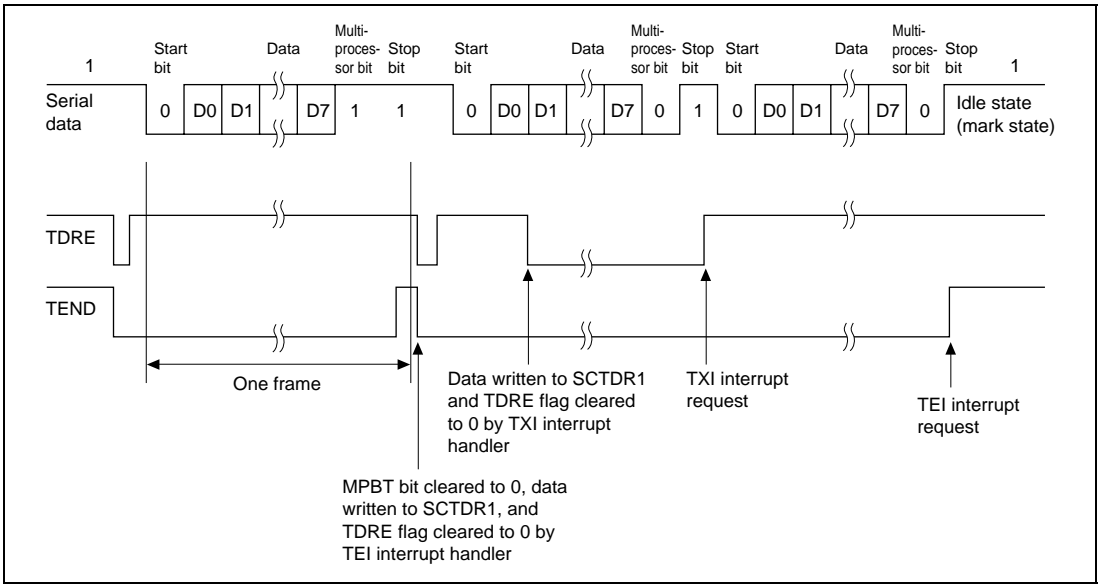 Multi-
Start Data proces- Stop
bit sor bit bit
Multi-
Start Data proces- Stop Start
bit sor bit bit bit
Multi-
Data proces- Stop
sor bit bit
1 1
Serial
data
0 D0 D1 D7 1 1 0 D0 D1 D7 0 1 0 D0 D1 D7 0
Idle state
(mark state)
TDRE
TEND
One frame
Data written to SCTDR1
and TDRE flag cleared
to 0 by TXI interrupt
handler
TXI interrupt
request
TEI interrupt
request
MPBT bit cleared to 0, data
written to SCTDR1, and
TDRE flag cleared to 0 by
TEI interrupt handler